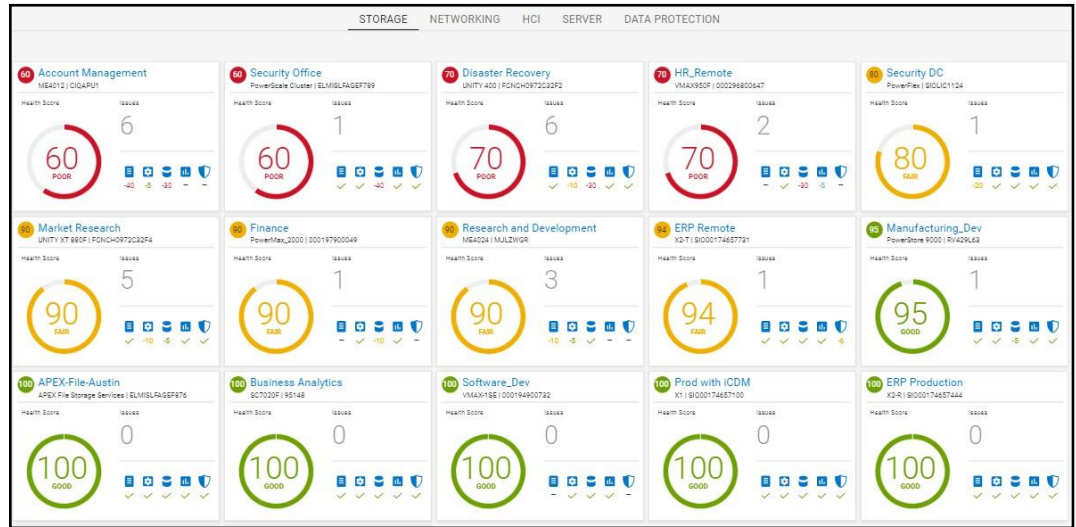 STORAGE NETWORKING HCI SERVER DATA PROTECTION
60 Account Management
ME4012 | CIQAPU1
Health Score Issues
6
60
POOR
-40 -5 -30 – –
60 Security Office
PowerScale Cluster | ELMISLFAGEF789
Health Score Issues
1
60
POOR
-40
70 Disaster Recovery
UNITY 400 | FCNCH0972C32F2
Health Score Issues
6
70
POOR
-10 -30
70 HR_Remote
VMAX950F | 000296800647
Health Score Issues
2
70
POOR
– -30 -5 –
80 Security DC
PowerFlex | SIOLIC1124
Health Score Issues
1
80
FAIR
-20
90 Market Research
UNITY XT 880F | FCNCH0972C32F4
Health Score Issues
5
90
FAIR
-10 -5
90 Finance
PowerMax_2000 | 000197900049
Health Score Issues
1
90
FAIR
– -10 –
90 Research and Development
ME4024 | MJLZWGR
Health Score Issues
3
90
FAIR
-10 -5 – –
94 ERP Remote
X2-T | SIO00174657731
Health Score Issues
1
94
FAIR
-6
95 Manufacturing_Dev
PowerStore 9000 | RV429L63
Health Score Issues
1
95
GOOD
-5
100 APEX-File-Austin
APEX File Storage Services | ELMISLFAGEF876
Health Score Issues
0
100
GOOD
100 Business Analytics
SC7020F | 95148
Health Score Issues
0
100
GOOD
100 Software_Dev
VMAX-1SE | 000194900732
Health Score Issues
0
100
GOOD
– –
100 Prod with iCDM
X1 | SIO00174657100
Health Score Issues
0
100
GOOD
100 ERP Production
X2-R | SIO00174657444
Health Score Issues
0
100
GOOD